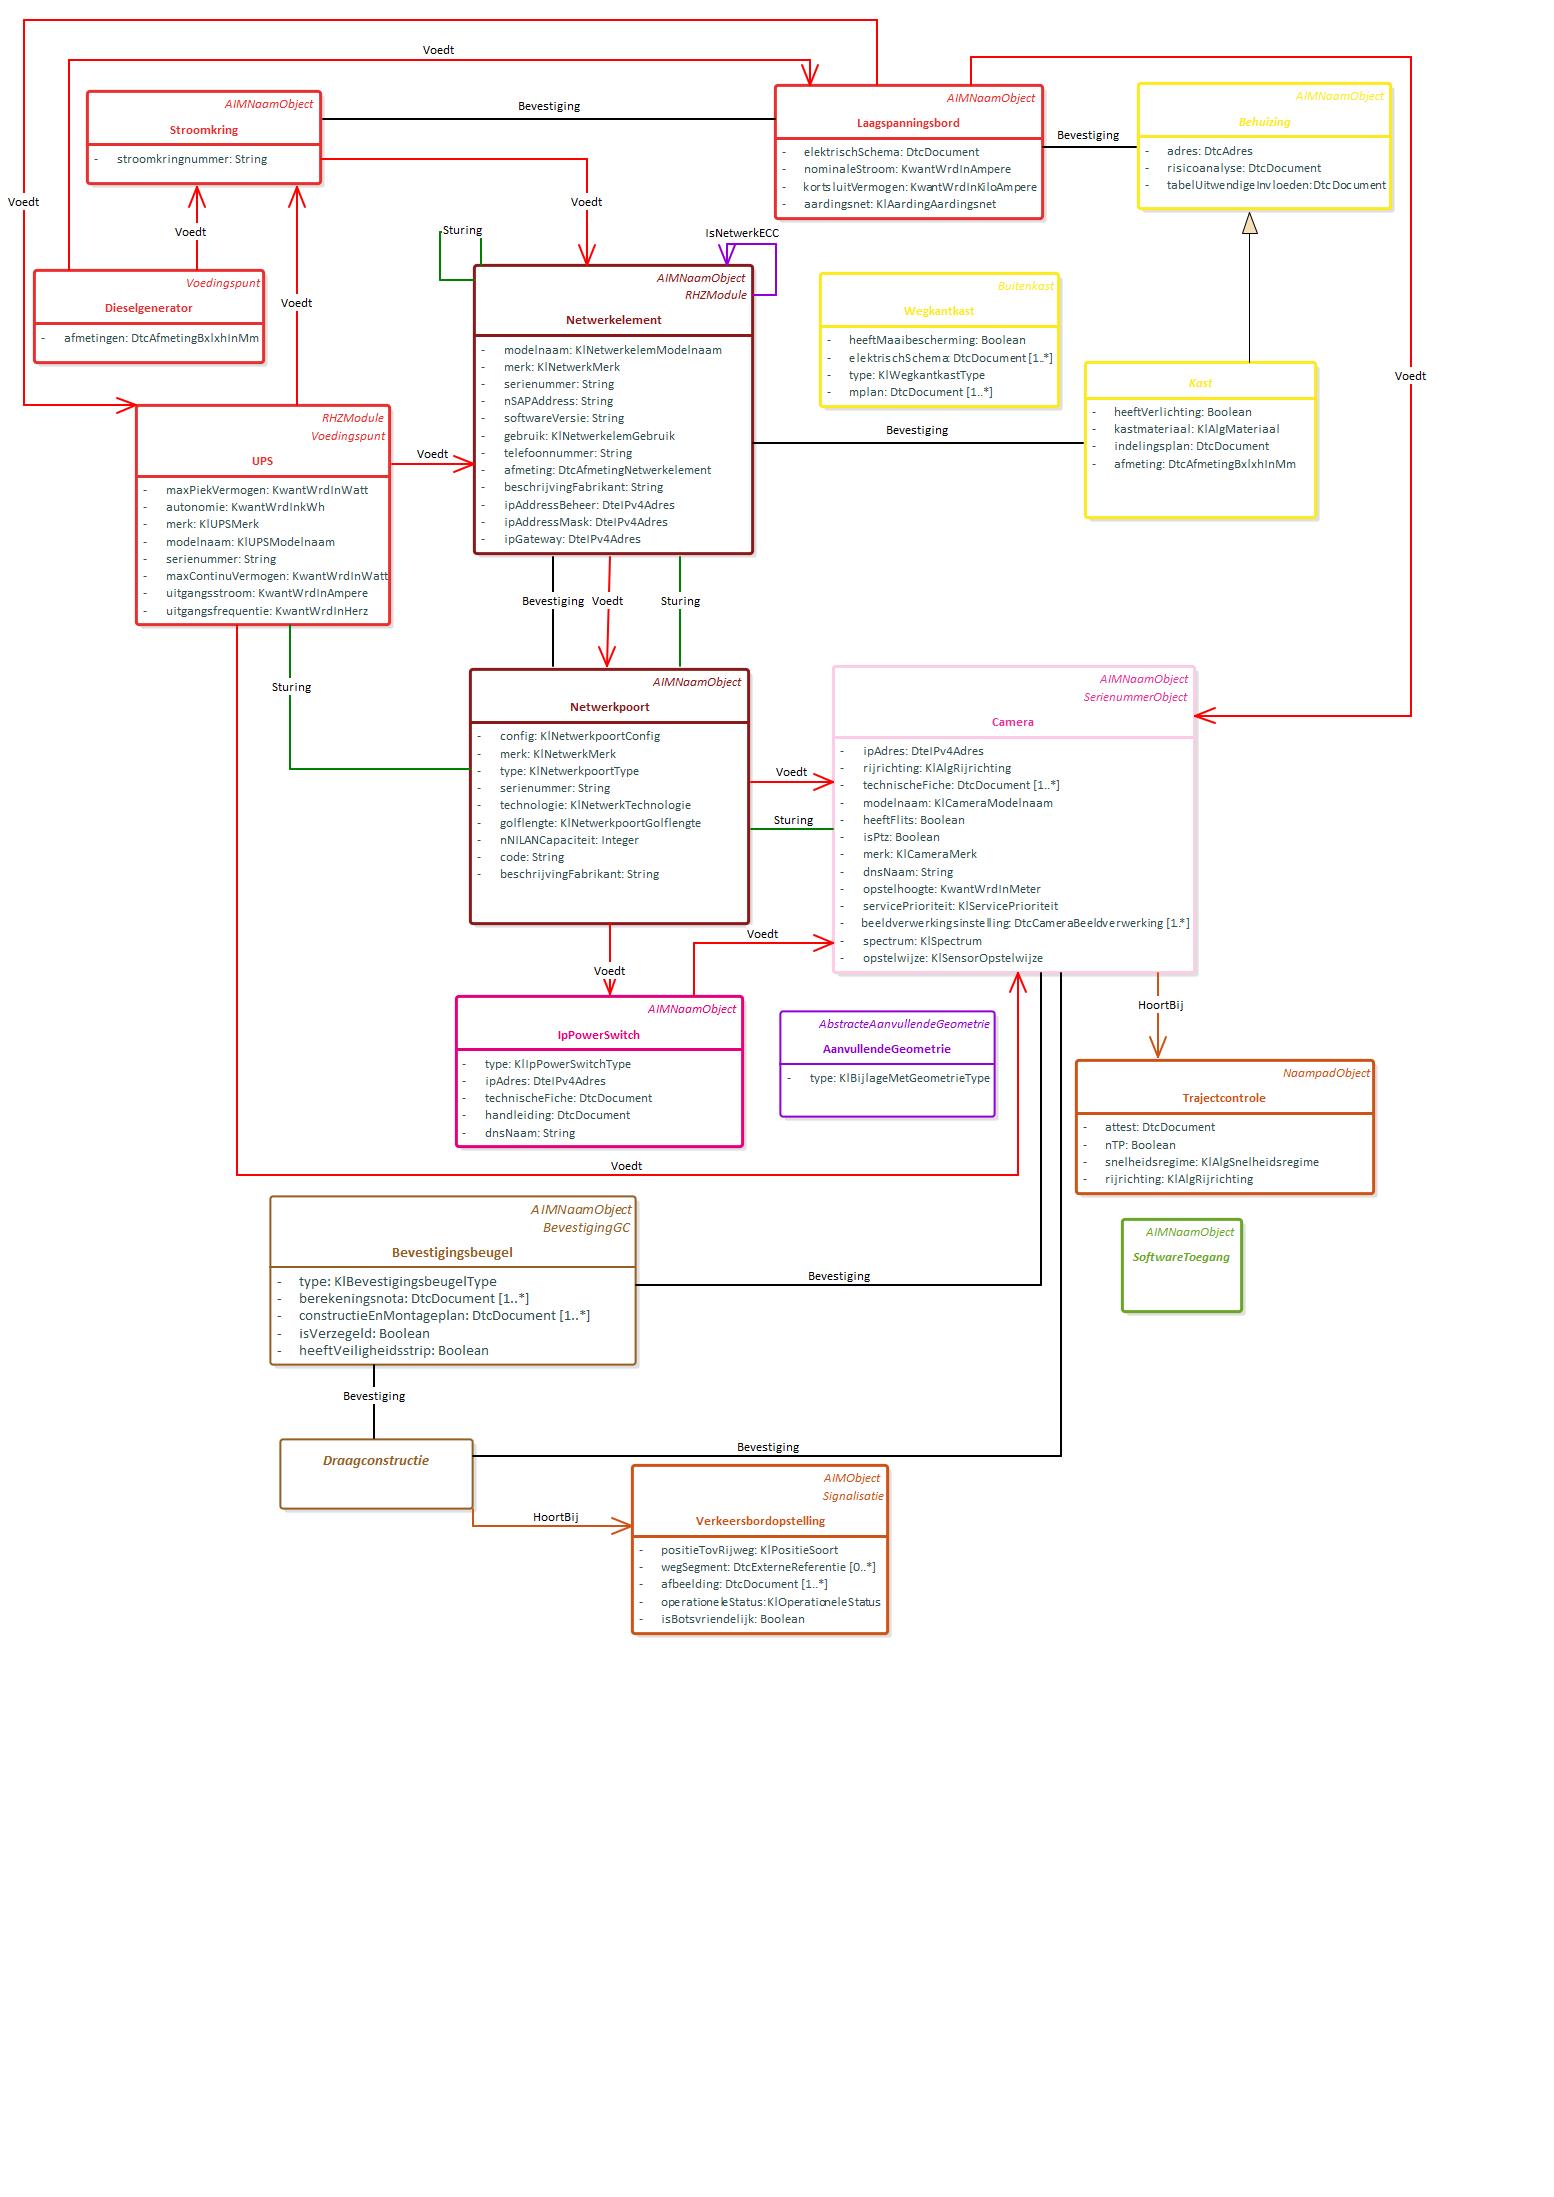 Voedt
AIMNaamObject
Stroomkring
- stroomkringnummer: String
Bevestiging
AIMNaamObject
Laagspanningsbord
- elektrischSchema: DtcDocument
- nominaleStroom: KwantWrdInAmpere
- kortsluitVermogen: KwantWrdInKiloAmpere
- aardingsnet: KlAardingAardingsnet
Bevestiging
AIMNaamObject
Behuizing
- adres: DtcAdres
- risicoanalyse: DtcDocument
- tabelUitwendigeInvloeden: DtcDocument
Voedt
Voedt
Voedt
Sturing
IsNetwerkECC
Voedingspunt
Dieselgenerator
- afmetingen: DtcAfmetingBxlxhInMm
Voedt
AIMNaamObject
RHZModule
Netwerkelement
- modelnaam: KlNetwerkelemModelnaam
- merk: KlNetwerkMerk
- serienummer: String
- nSAPAddress: String
- softwareVersie: String
- gebruik: KlNetwerkelemGebruik
- telefoonnummer: String
- afmeting: DtcAfmetingNetwerkelement
- beschrijvingFabrikant: String
- ipAddressBeheer: DteIPv4Adres
- ipAddressMask: DteIPv4Adres
- ipGateway: DteIPv4Adres
Buitenkast
Wegkantkast
- heeftMaaibescherming: Boolean
- elektrischSchema: DtcDocument [1..*]
- type: KlWegkantkastType
- mplan: DtcDocument [1..*]
Voedt
Kast
- heeftVerlichting: Boolean
- kastmateriaal: KlAlgMateriaal
- indelingsplan: DtcDocument
- afmeting: DtcAfmetingBxlxhInMm
Bevestiging
RHZModule
Voedingspunt
UPS
- maxPiekVermogen: KwantWrdInWatt
- autonomie: KwantWrdInkWh
- merk: KlUPSMerk
- modelnaam: KlUPSModelnaam
- serienummer: String
- maxContinuVermogen: KwantWrdInWatt
- uitgangsstroom: KwantWrdInAmpere
- uitgangsfrequentie: KwantWrdInHerz
Voedt
Bevestiging
Voedt
Sturing
Sturing
AIMNaamObject
Netwerkpoort
- config: KlNetwerkpoortConfig
- merk: KlNetwerkMerk
- type: KlNetwerkpoortType
- serienummer: String
- technologie: KlNetwerkTechnologie
- golflengte: KlNetwerkpoortGolflengte
- nNILANCapaciteit: Integer
- code: String
- beschrijvingFabrikant: String
Voedt
Sturing
AIMNaamObject
SerienummerObject
Camera
- ipAdres: DteIPv4Adres
- rijrichting: KlAlgRijrichting
- technischeFiche: DtcDocument [1..*]
- modelnaam: KlCameraModelnaam
- heeftFlits: Boolean
- isPtz: Boolean
- merk: KlCameraMerk
- dnsNaam: String
- opstelhoogte: KwantWrdInMeter
- servicePrioriteit: KlServicePrioriteit
- beeldverwerkingsinstelling: DtcCameraBeeldverwerking [1..*]
- spectrum: KlSpectrum
- opstelwijze: KlSensorOpstelwijze
Voedt
Voedt
AIMNaamObject
IpPowerSwitch
- type: KlIpPowerSwitchType
- ipAdres: DteIPv4Adres
- technischeFiche: DtcDocument
- handleiding: DtcDocument
- dnsNaam: String
AbstracteAanvullendeGeometrie
AanvullendeGeometrie
- type: KlBijlageMetGeometrieType
HoortBij
NaampadObject
Trajectcontrole
- attest: DtcDocument
- nTP: Boolean
- snelheidsregime: KlAlgSnelheidsregime
- rijrichting: KlAlgRijrichting
Voedt
AIMNaamObject
BevestigingGC
Bevestigingsbeugel
- type: KlBevestigingsbeugelType
- berekeningsnota: DtcDocument [1..*]
- constructieEnMontageplan: DtcDocument [1..*]
- isVerzegeld: Boolean
- heeftVeiligheidsstrip: Boolean
Bevestiging
AIMNaamObject
SoftwareToegang
Bevestiging
Draagconstructie
Bevestiging
HoortBij
AIMObject
Signalisatie
Verkeersbordopstelling
- positieTovRijweg: KlPositieSoort
- wegSegment: DtcExterneReferentie [0..*]
- afbeelding: DtcDocument [1..*]
- operationeleStatus: KlOperationeleStatus
- isBotsvriendelijk: Boolean